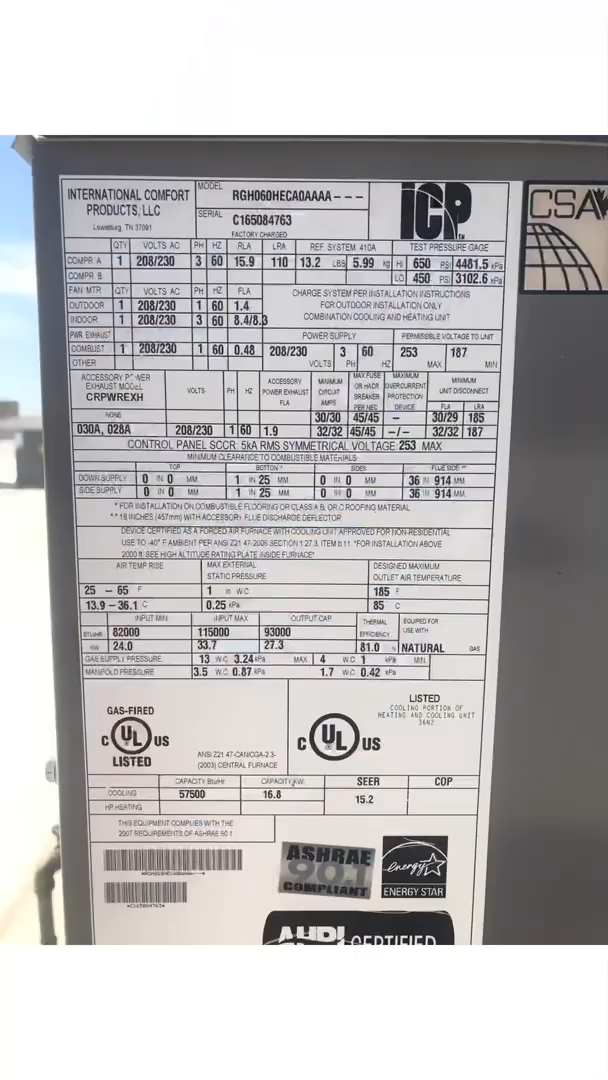 INTERNATIONAL COMFORT
PRODUCTS, LLC
Lewisburg, TN 37091
MODEL RGH060HECA0AAAA---
SERIAL C165084763
FACTORY CHARGED
ICP TM
CSA
QTY VOLTS AC PH HZ RLA LRA REF. SYSTEM 410A TEST PRESSURE GAGE
COMPR A 1 208/230 3 60 15.9 110 13.2 LBS 5.99 kg HI 650 PSI 4481.5 kPa
COMPR B LO 450 PSI 3102.6 kPa
FAN MTR QTY VOLTS AC PH HZ FLA
OUTDOOR 1 208/230 1 60 1.4
INDOOR 1 208/230 3 60 8.4/8.3
CHARGE SYSTEM PER INSTALLATION INSTRUCTIONS
FOR OUTDOOR INSTALLATION ONLY
COMBINATION COOLING AND HEATING UNIT
PWR EXHAUST POWER SUPPLY PERMISSIBLE VOLTAGE TO UNIT
COMBUST 1 208/230 1 60 0.48 208/230 3 60 253 187
OTHER VOLTS PH HZ MAX MIN
ACCESSORY POWER
EXHAUST MODEL
CRPWREXH
VOLTS PH HZ
ACCESSORY
POWER EXHAUST
FLA
MINIMUM
CIRCUIT
AMPS
MAX FUSE
OR HACR
BREAKER
PER NEC
MAXIMUM
OVERCURRENT
PROTECTION
DEVICE
MINIMUM
UNIT DISCONNECT
FLA LRA
NONE 30/30 45/45 - 30/29 185
030A, 028A 208/230 1 60 1.9 32/32 45/45 -/- 32/32 187
CONTROL PANEL SCCR: 5kA RMS SYMMETRICAL VOLTAGE: 253 MAX
MINIMUM CLEARANCE TO COMBUSTIBLE MATERIALS
TOP BOTTOM * SIDES FLUE SIDE **
DOWN SUPPLY 0 IN 0 MM 1 IN 25 MM 0 IN 0 MM 36 IN 914 MM
SIDE SUPPLY 0 IN 0 MM 1 IN 25 MM 0 IN 0 MM 36 IN 914 MM
* FOR INSTALLATION ON COMBUSTIBLE FLOORING OR CLASS A, B, OR C ROOFING MATERIAL
** 18 INCHES (457mm) WITH ACCESSORY FLUE DISCHARGE DEFLECTOR
DEVICE CERTIFIED AS A FORCED AIR FURNACE WITH COOLING UNIT APPROVED FOR NON-RESIDENTIAL
USE TO -40° F AMBIENT PER ANSI Z21 47-2006 SECTION 1.27.3, ITEM b 11. "FOR INSTALLATION ABOVE
2000 ft. SEE HIGH ALTITUDE RATING PLATE INSIDE FURNACE"
AIR TEMP RISE MAX EXTERNAL
STATIC PRESSURE
DESIGNED MAXIMUM
OUTLET AIR TEMPERATURE
25 - 65 F 1 in W.C 185 F
13.9 - 36.1 C 0.25 kPa 85 C
INPUT MIN INPUT MAX OUTPUT CAP THERMAL
EFFICIENCY
EQUIPED FOR
USE WITH
BTU/HR 82000 115000 93000
KW 24.0 33.7 27.3 81.0 % NATURAL GAS
GAS SUPPLY PRESSURE 13 W.C 3.24 kPa MAX 4 W.C 1 kPa MIN
MANIFOLD PRESSURE 3.5 W.C 0.87 kPa 1.7 W.C 0.42 kPa
GAS-FIRED
C UL US
LISTED
ANSI Z21 47-CAN/CGA-2.3-
(2003) CENTRAL FURNACE
C UL US
LISTED
COOLING PORTION OF
HEATING AND COOLING UNIT
36N2
CAPACITY Btu/Hr CAPACITY KW SEER COP
COOLING 57500 16.8 15.2
HP HEATING
THIS EQUIPMENT COMPLIES WITH THE
2007 REQUIREMENTS OF ASHRAE 90.1
*C165084763*
ASHRAE
90.1
COMPLIANT
energy
ENERGY STAR
AHRI CERTIFIED